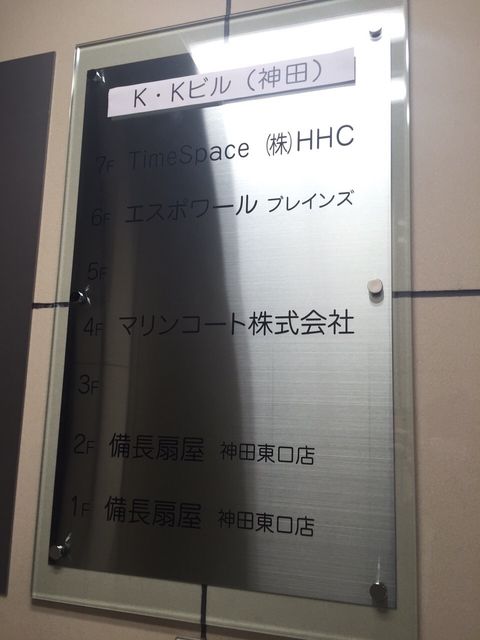 K・Kビル（神田）
7F TimeSpace ㈱HHC
6F エスポワール ブレインズ
5F
4F マリンコート株式会社
3F
2F 備長扇屋 神田東口店
1F 備長扇屋 神田東口店